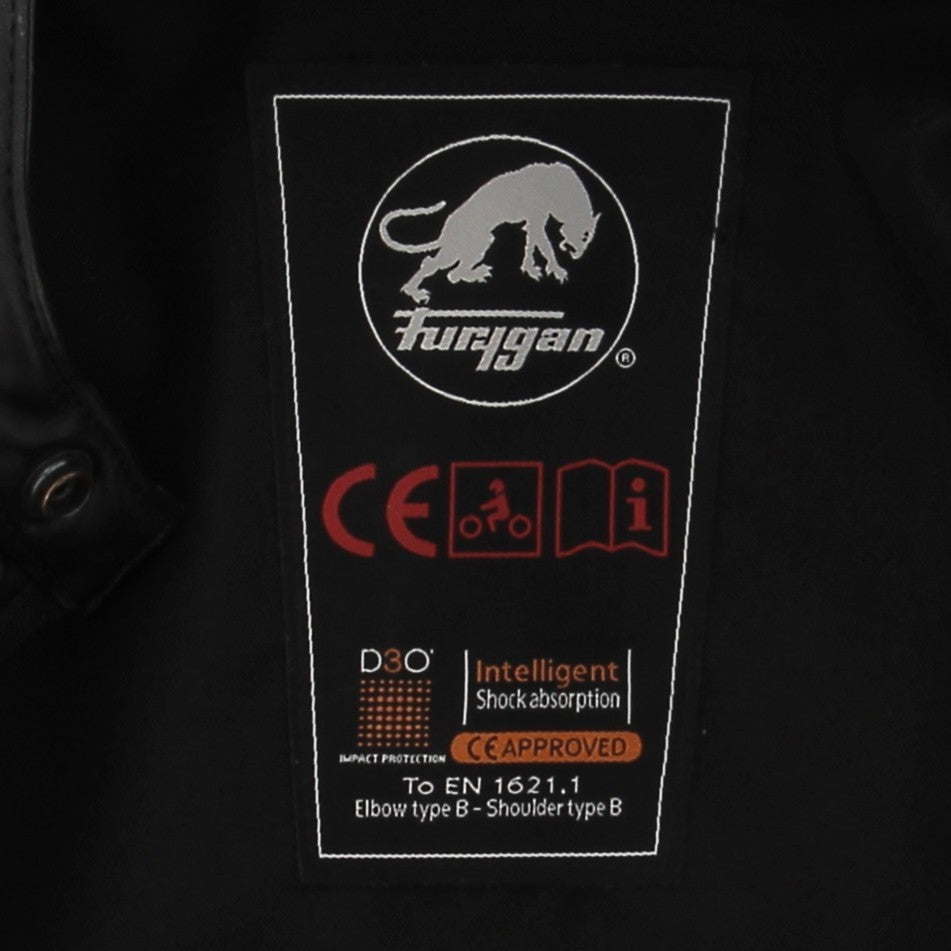 furygan ®
CE
i
D3O
Intelligent
Shock absorption
IMPACT PROTECTION
CE APPROVED
To EN 1621.1
Elbow type B - Shoulder type B